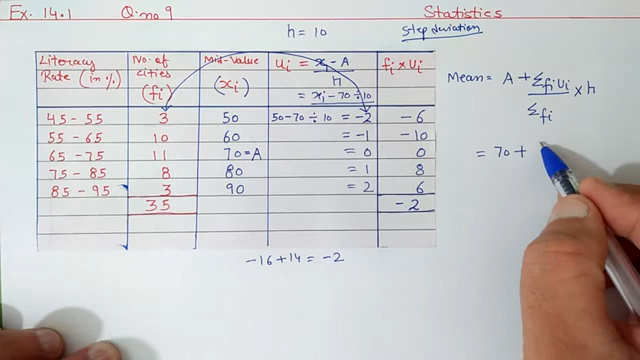 Ex. 14.1 Q. no 9 Statistics
h = 10 step deviation
Literacy Rate (in %) No. of cities (fi) Mid-Value (xi) ui = xi - A / h = xi - 70 ÷ 10 fi x ui
45 - 55 3 50 50 - 70 ÷ 10 = -2 - 6
55 - 65 10 60 = -1 - 10
65 - 75 11 70 = A = 0 0
75 - 85 8 80 = 1 8
85 - 95 3 90 = 2 6
35 - 2
-16 + 14 = -2
Mean = A + Σfiui / Σfi x h
= 70 +